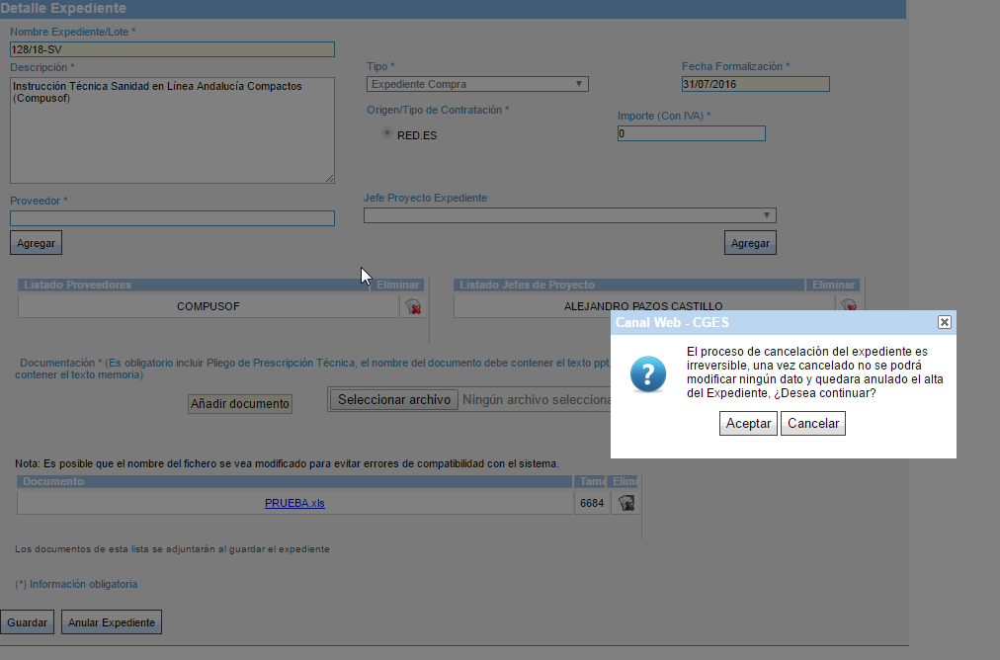 Detalle Expediente
Nombre Expediente/Lote *
128/18-SV
Descripción *
Instrucción Técnica Sanidad en Línea Andalucía Compactos
(Compusof)
Tipo *
Expediente Compra
Fecha Formalización *
31/07/2016
Origen/Tipo de Contratación *
RED.ES
Importe (Con IVA) *
0
Proveedor *
Jefe Proyecto Expediente
Agregar
Agregar
Listado Proveedores
Eliminar
COMPUSOF
Listado Jefes de Proyecto
Eliminar
ALEJANDRO PAZOS CASTILLO
Canal Web - CGES
El proceso de cancelación del expediente es
irreversible, una vez cancelado no se podrá
modificar ningún dato y quedara anulado el alta
del Expediente, ¿Desea continuar?
Aceptar
Cancelar
Documentación * (Es obligatorio incluir Pliego de Prescripción Técnica, el nombre del documento debe contener el texto ppt,
contener el texto memoria)
Añadir documento
Seleccionar archivo
Ningún archivo selecciona
Nota: Es posible que el nombre del fichero se vea modificado para evitar errores de compatibilidad con el sistema.
Documento
Tama
Elimi
PRUEBA.xls
6684
Los documentos de esta lista se adjuntarán al guardar el expediente
(*) Información obligatoria
Guardar
Anular Expediente